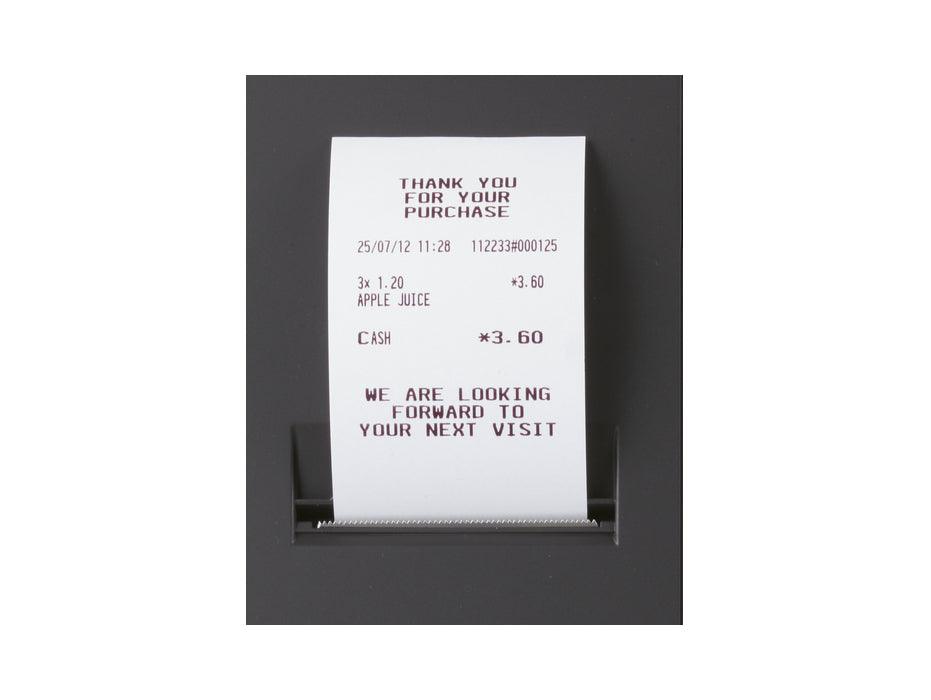 THANK YOU
FOR YOUR
PURCHASE
25/07/12 11:28 112233#000125
3x 1.20 *3.60
APPLE JUICE
CASH *3.60
WE ARE LOOKING
FORWARD TO
YOUR NEXT VISIT